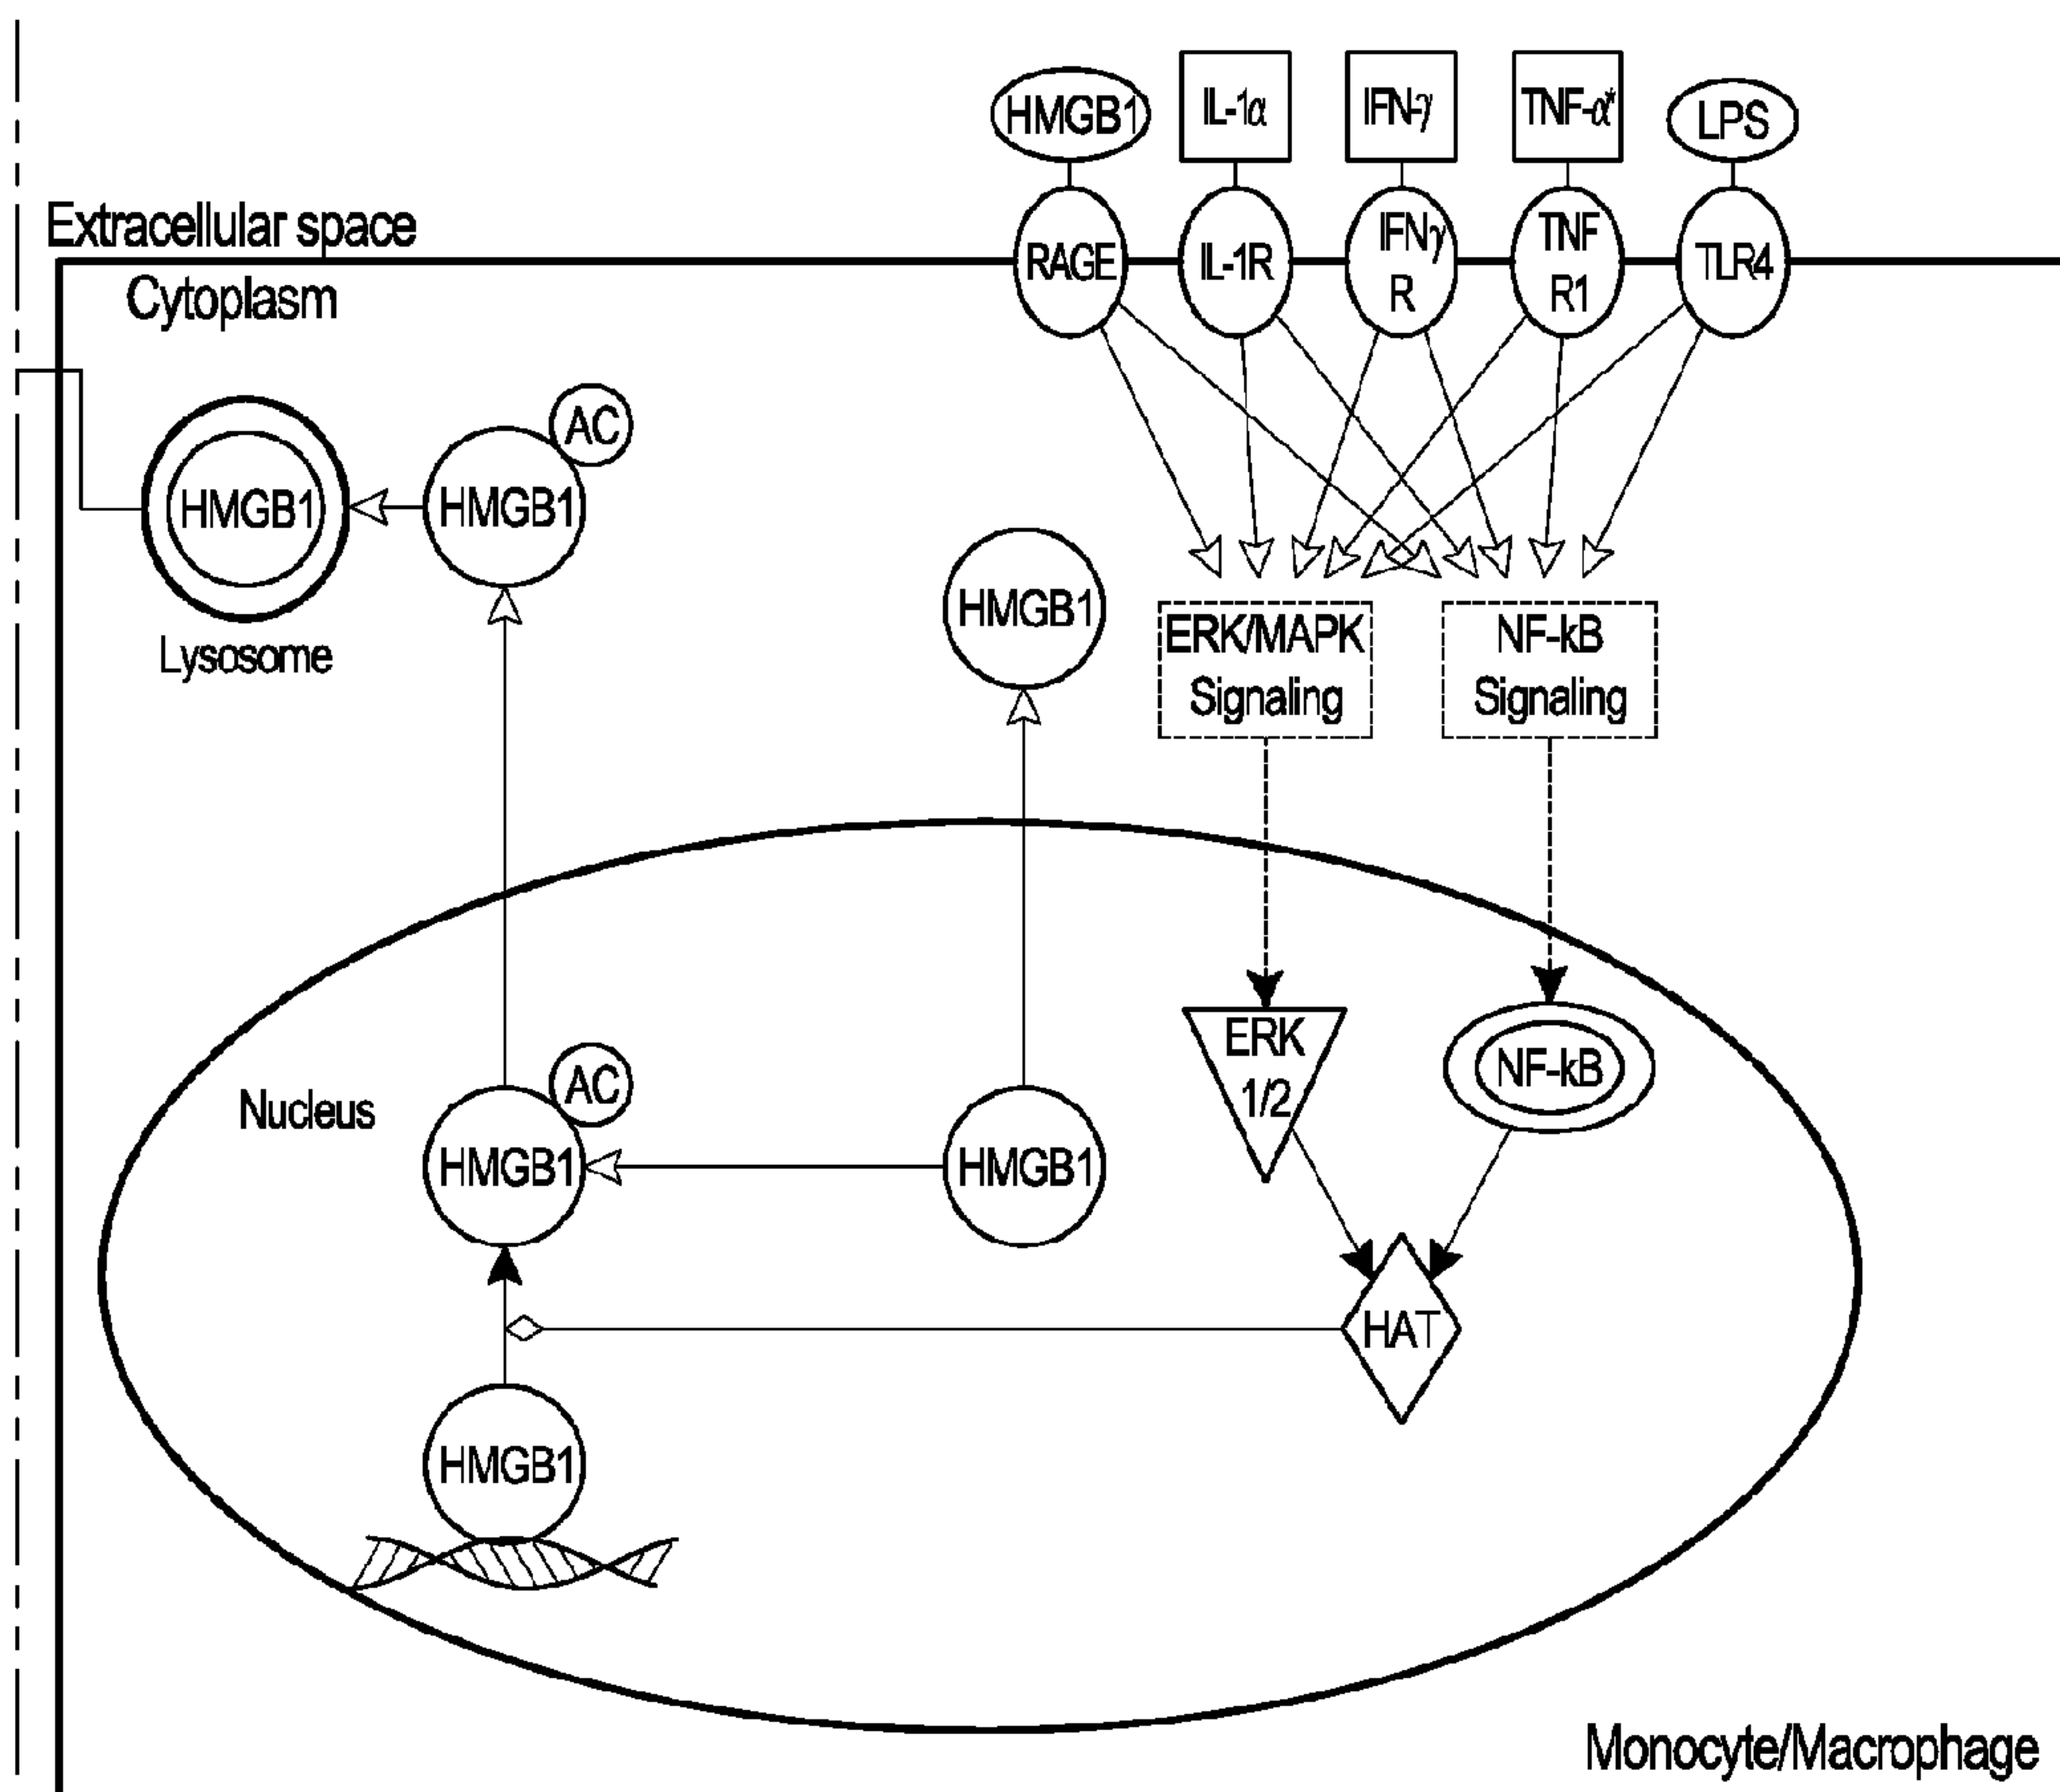 HMGB1
IL-1α
IFN-γ
TNF-α*
LPS
Extracellular space
RAGE
IL-1R
IFNγ
R
TNF
R1
TLR4
Cytoplasm
AC
HMGB1
HMGB1
Lysosome
HMGB1
ERK/MAPK
Signaling
NF-kB
Signaling
Nucleus
AC
HMGB1
HMGB1
ERK
1/2
NF-kB
HAT
HMGB1
Monocyte/Macrophage